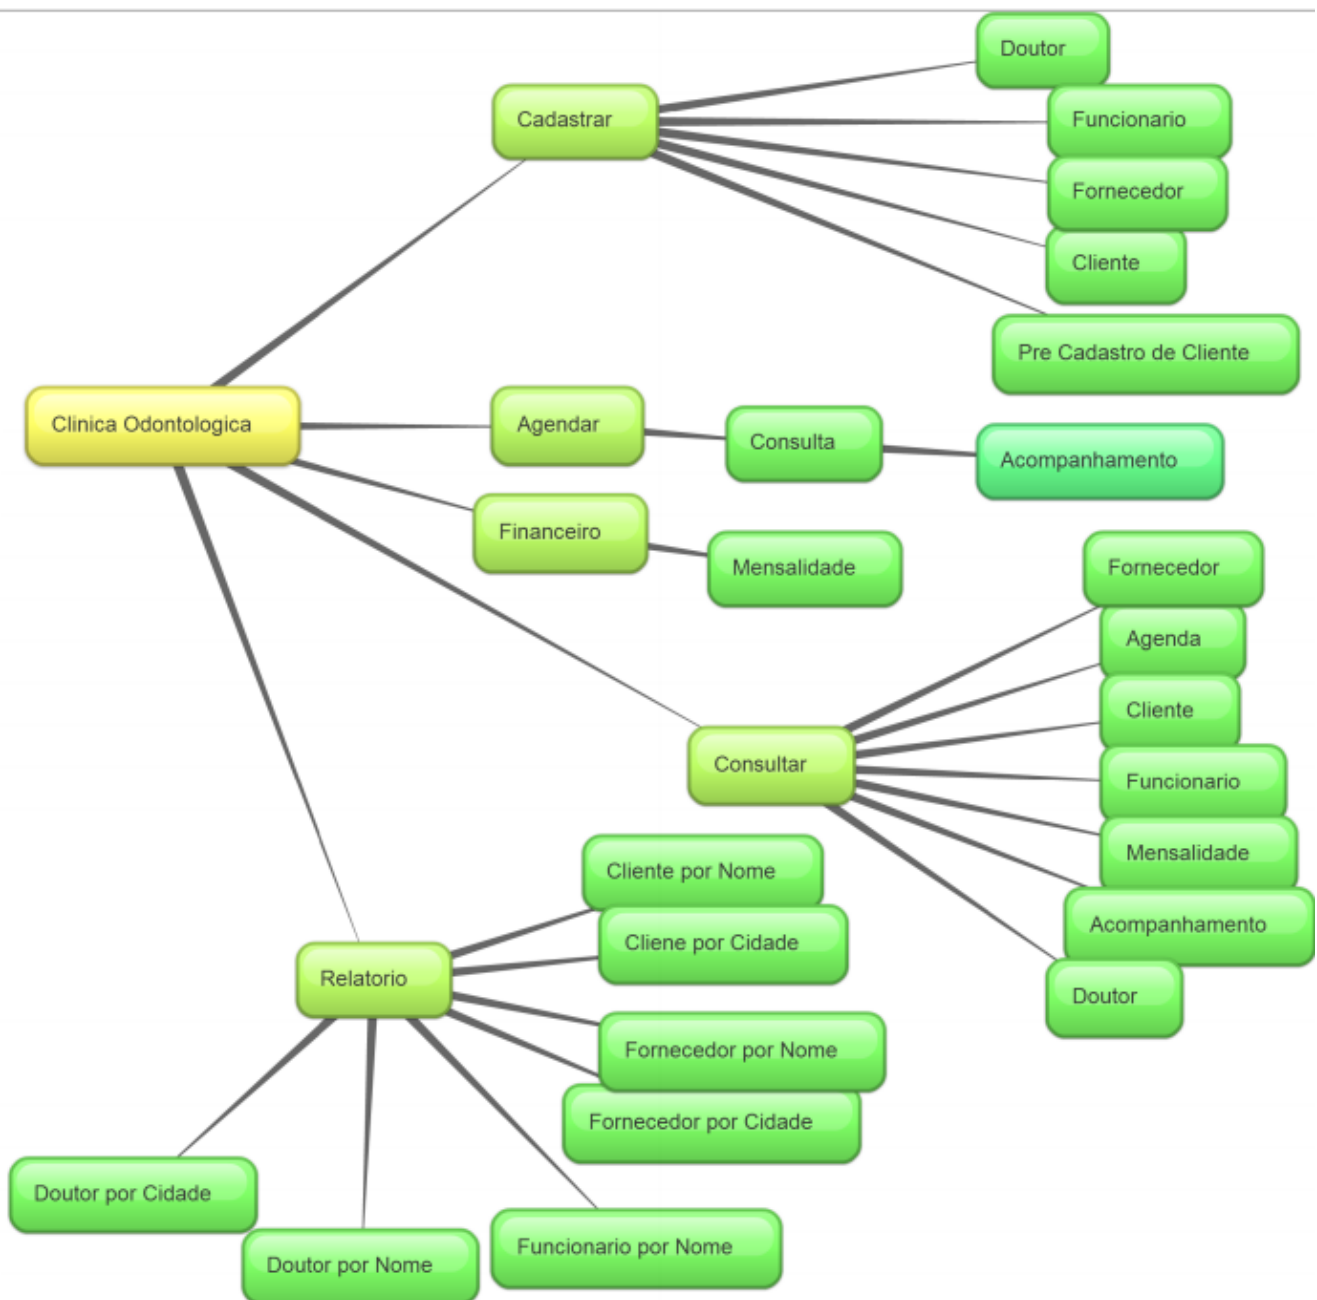 Doutor
Cadastrar
Funcionario
Fornecedor
Cliente
Pre Cadastro de Cliente
Clinica Odontologica
Agendar
Consulta
Acompanhamento
Financeiro
Mensalidade
Fornecedor
Agenda
Cliente
Consultar
Funcionario
Mensalidade
Acompanhamento
Doutor
Cliente por Nome
Cliene por Cidade
Relatorio
Fornecedor por Nome
Fornecedor por Cidade
Doutor por Cidade
Doutor por Nome
Funcionario por Nome